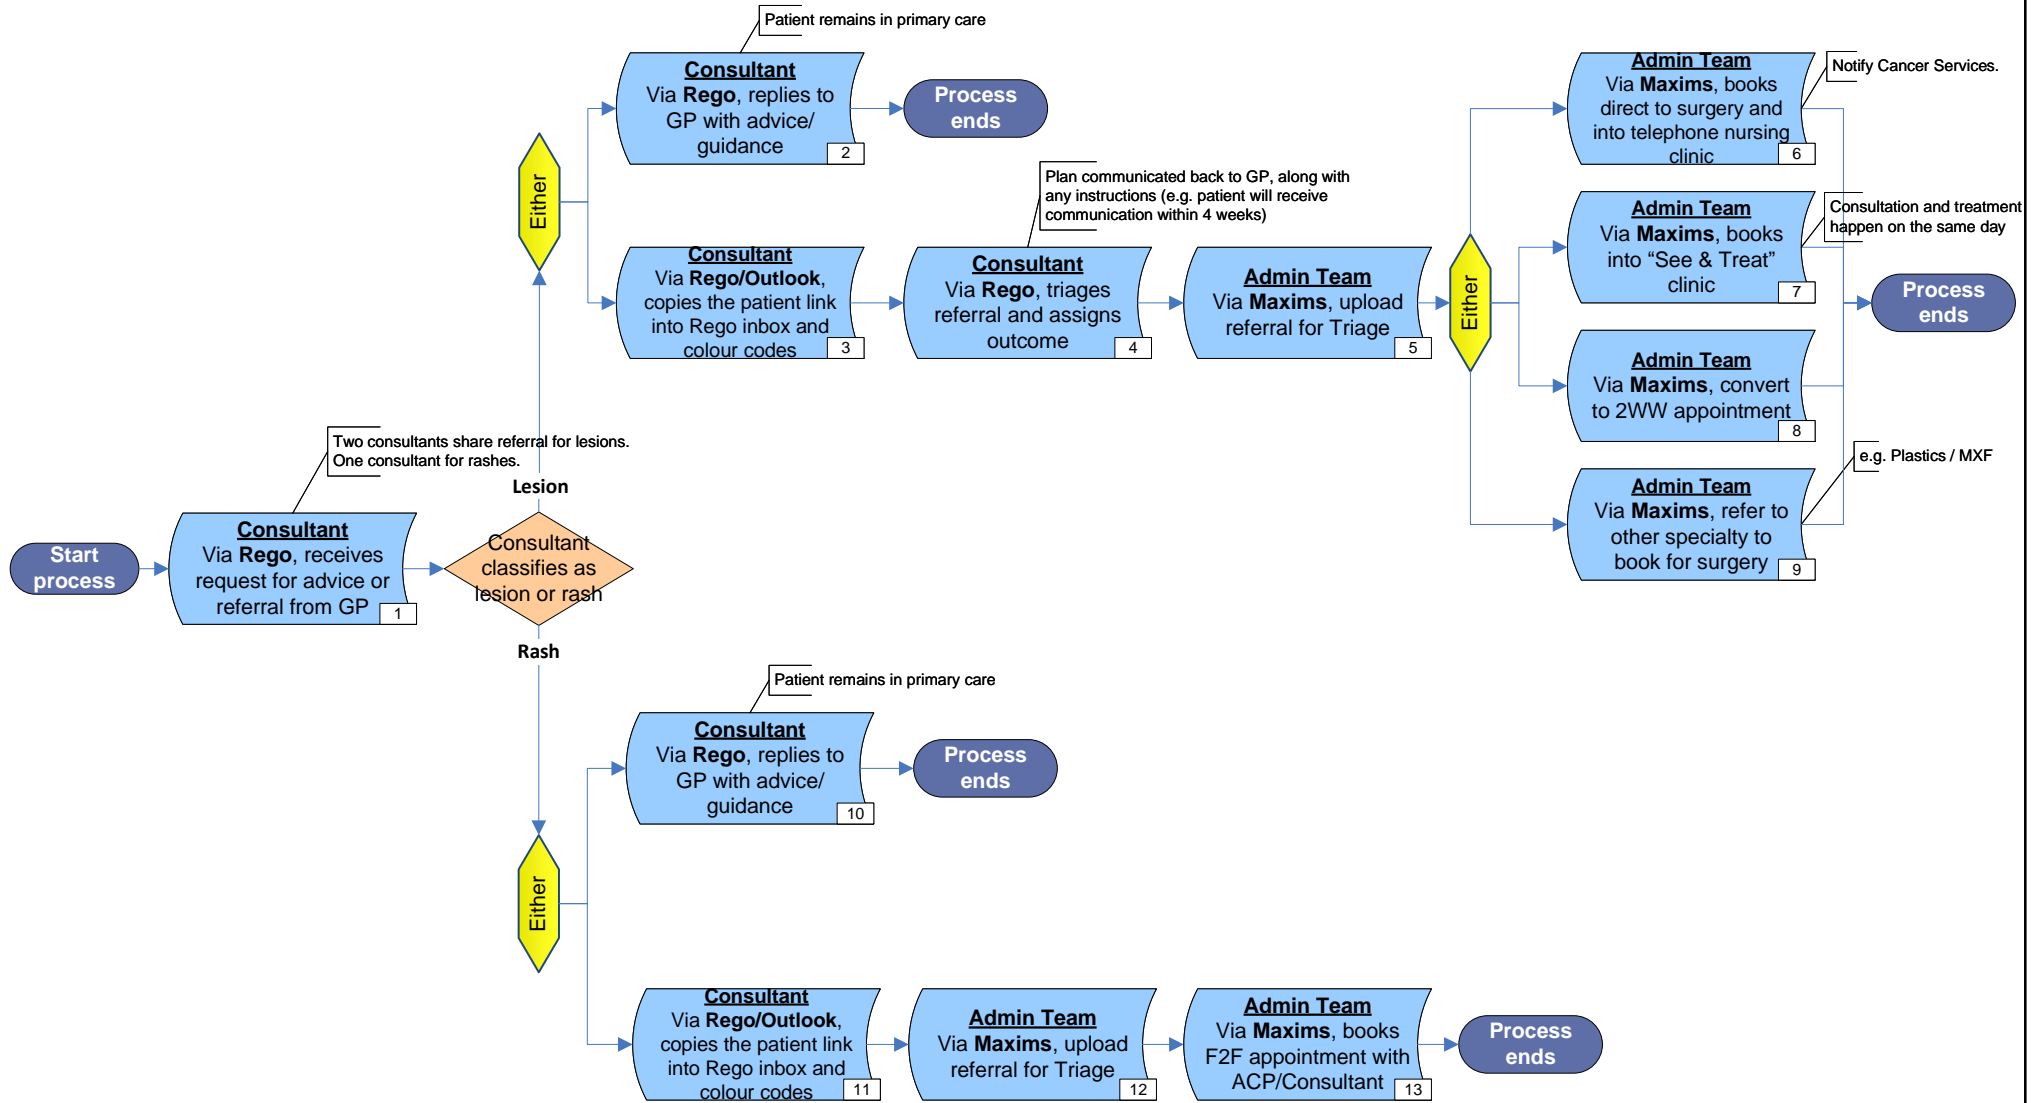 Patient remains in primary care
Consultant
Via Rego, replies to
GP with advice/
guidance
2
Process
ends
Either
Consultant
Via Rego/Outlook,
copies the patient link
into Rego inbox and
colour codes
3
Plan communicated back to GP, along with
any instructions (e.g. patient will receive
communication within 4 weeks)
Consultant
Via Rego, triages
referral and assigns
outcome
4
Admin Team
Via Maxims, upload
referral for Triage
5
Either
Admin Team
Via Maxims, books
direct to surgery and
into telephone nursing
clinic
6
Notify Cancer Services.
Admin Team
Via Maxims, books
into “See & Treat”
clinic
7
Consultation and treatment
happen on the same day
Admin Team
Via Maxims, convert
to 2WW appointment
8
Admin Team
Via Maxims, refer to
other specialty to
book for surgery
9
e.g. Plastics / MXF
Process
ends
Two consultants share referral for lesions.
One consultant for rashes.
Lesion
Start
process
Consultant
Via Rego, receives
request for advice or
referral from GP
1
Consultant
classifies as
lesion or rash
Rash
Patient remains in primary care
Consultant
Via Rego, replies to
GP with advice/
guidance
10
Process
ends
Either
Consultant
Via Rego/Outlook,
copies the patient link
into Rego inbox and
colour codes
11
Admin Team
Via Maxims, upload
referral for Triage
12
Admin Team
Via Maxims, books
F2F appointment with
ACP/Consultant
13
Process
ends